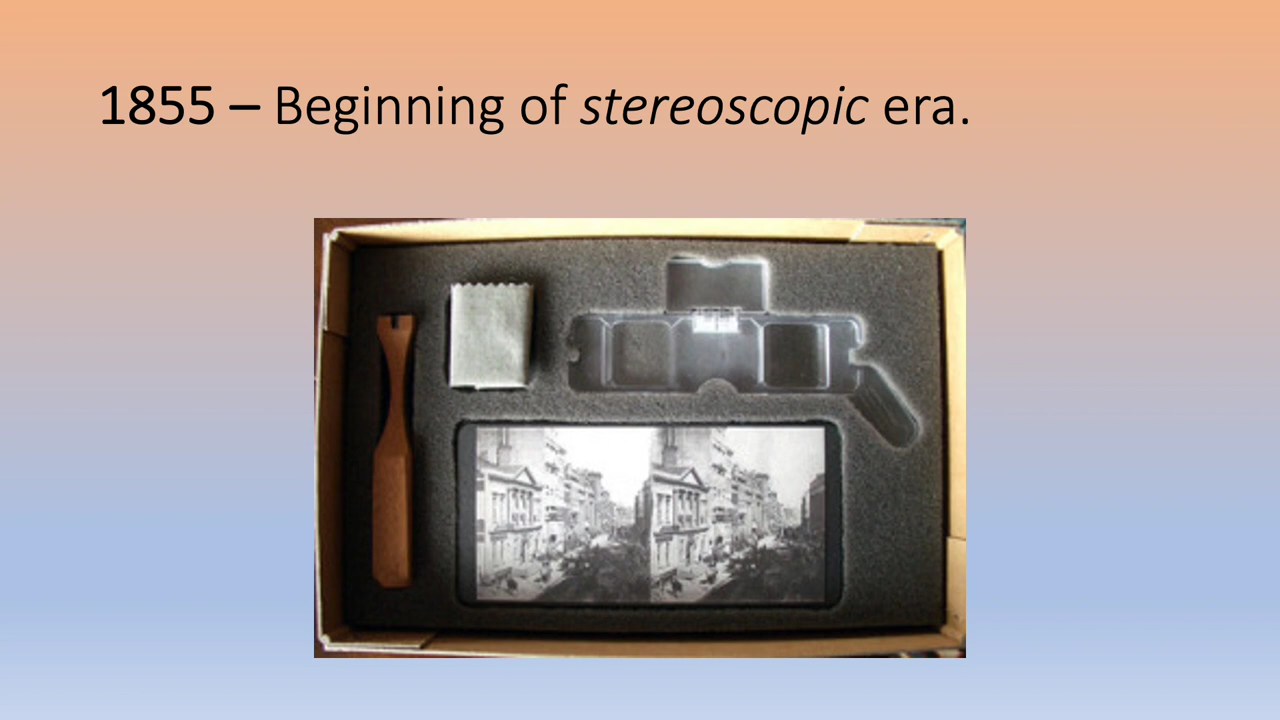 1855 – Beginning of stereoscopic era.